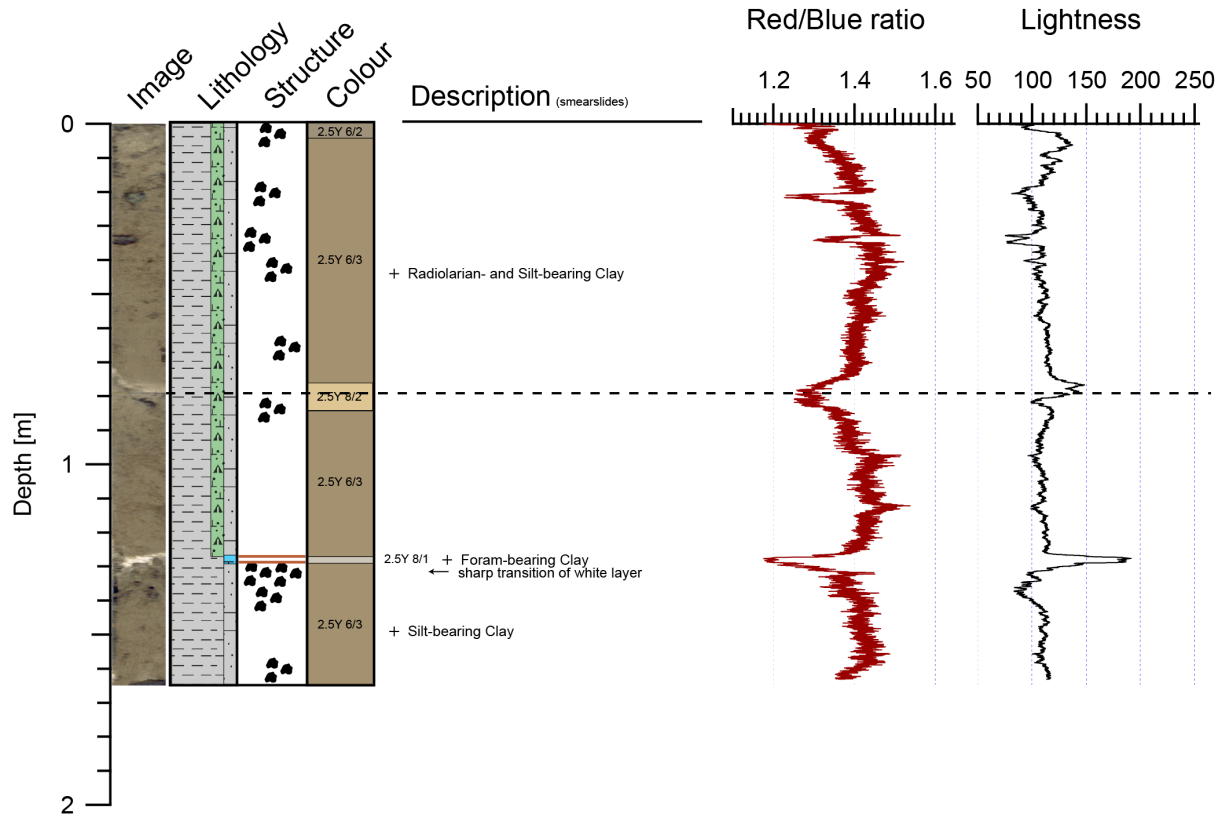 Image
Lithology
Structure
Colour
Description (smearslides)
Red/Blue ratio
Lightness
1.2 1.4 1.6
50 100 150 200 250
0
2.5Y 6/2
2.5Y 6/3
+ Radiolarian- and Silt-bearing Clay
2.5Y 8/2
Depth [m]
1
2.5Y 6/3
2.5Y 8/1 + Foram-bearing Clay
← sharp transition of white layer
2.5Y 6/3
+ Silt-bearing Clay
2